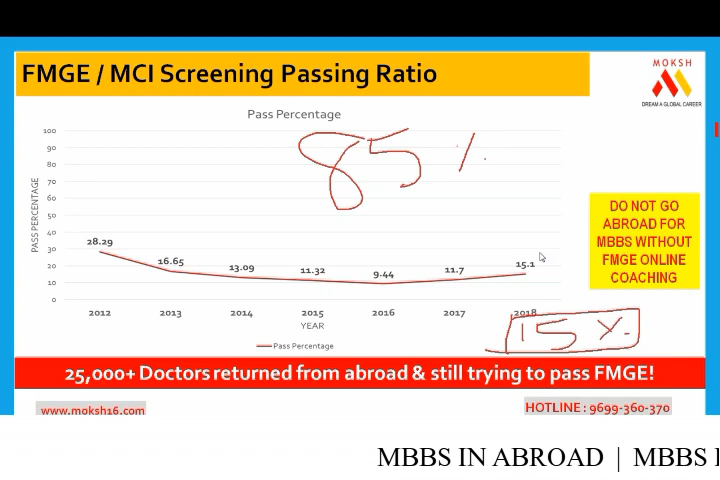 FMGE / MCI Screening Passing Ratio
MOKSH
DREAM A GLOBAL CAREER
Pass Percentage
100
90
80
70
60
50
40
30
20
10
0
PASS PERCENTAGE
28.29
16.65
13.09
11.32
9.44
11.7
15.1
85 %
2012 2013 2014 2015 2016 2017 2018
YEAR
Pass Percentage
15 %.
DO NOT GO
ABROAD FOR
MBBS WITHOUT
FMGE ONLINE
COACHING
25,000+ Doctors returned from abroad & still trying to pass FMGE!
www.moksh16.com
HOTLINE : 9699-360-370
MBBS IN ABROAD | MBBS